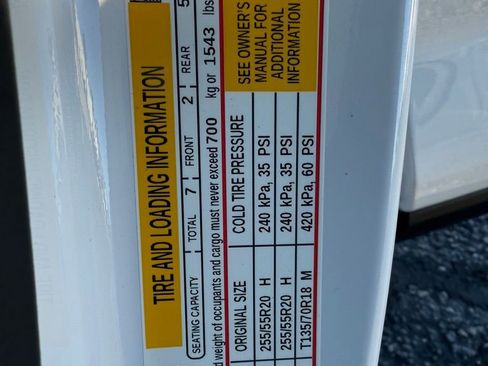 TIRE AND LOADING INFORMATION
SEATING CAPACITY TOTAL 7 FRONT 2 REAR 5
weight of occupants and cargo must never exceed 700 kg or 1543 lbs
ORIGINAL SIZE COLD TIRE PRESSURE SEE OWNER'S
MANUAL FOR
ADDITIONAL
INFORMATION
255/55R20 H 240 kPa, 35 PSI
255/55R20 H 240 kPa, 35 PSI
T135/70R18 M 420 kPa, 60 PSI